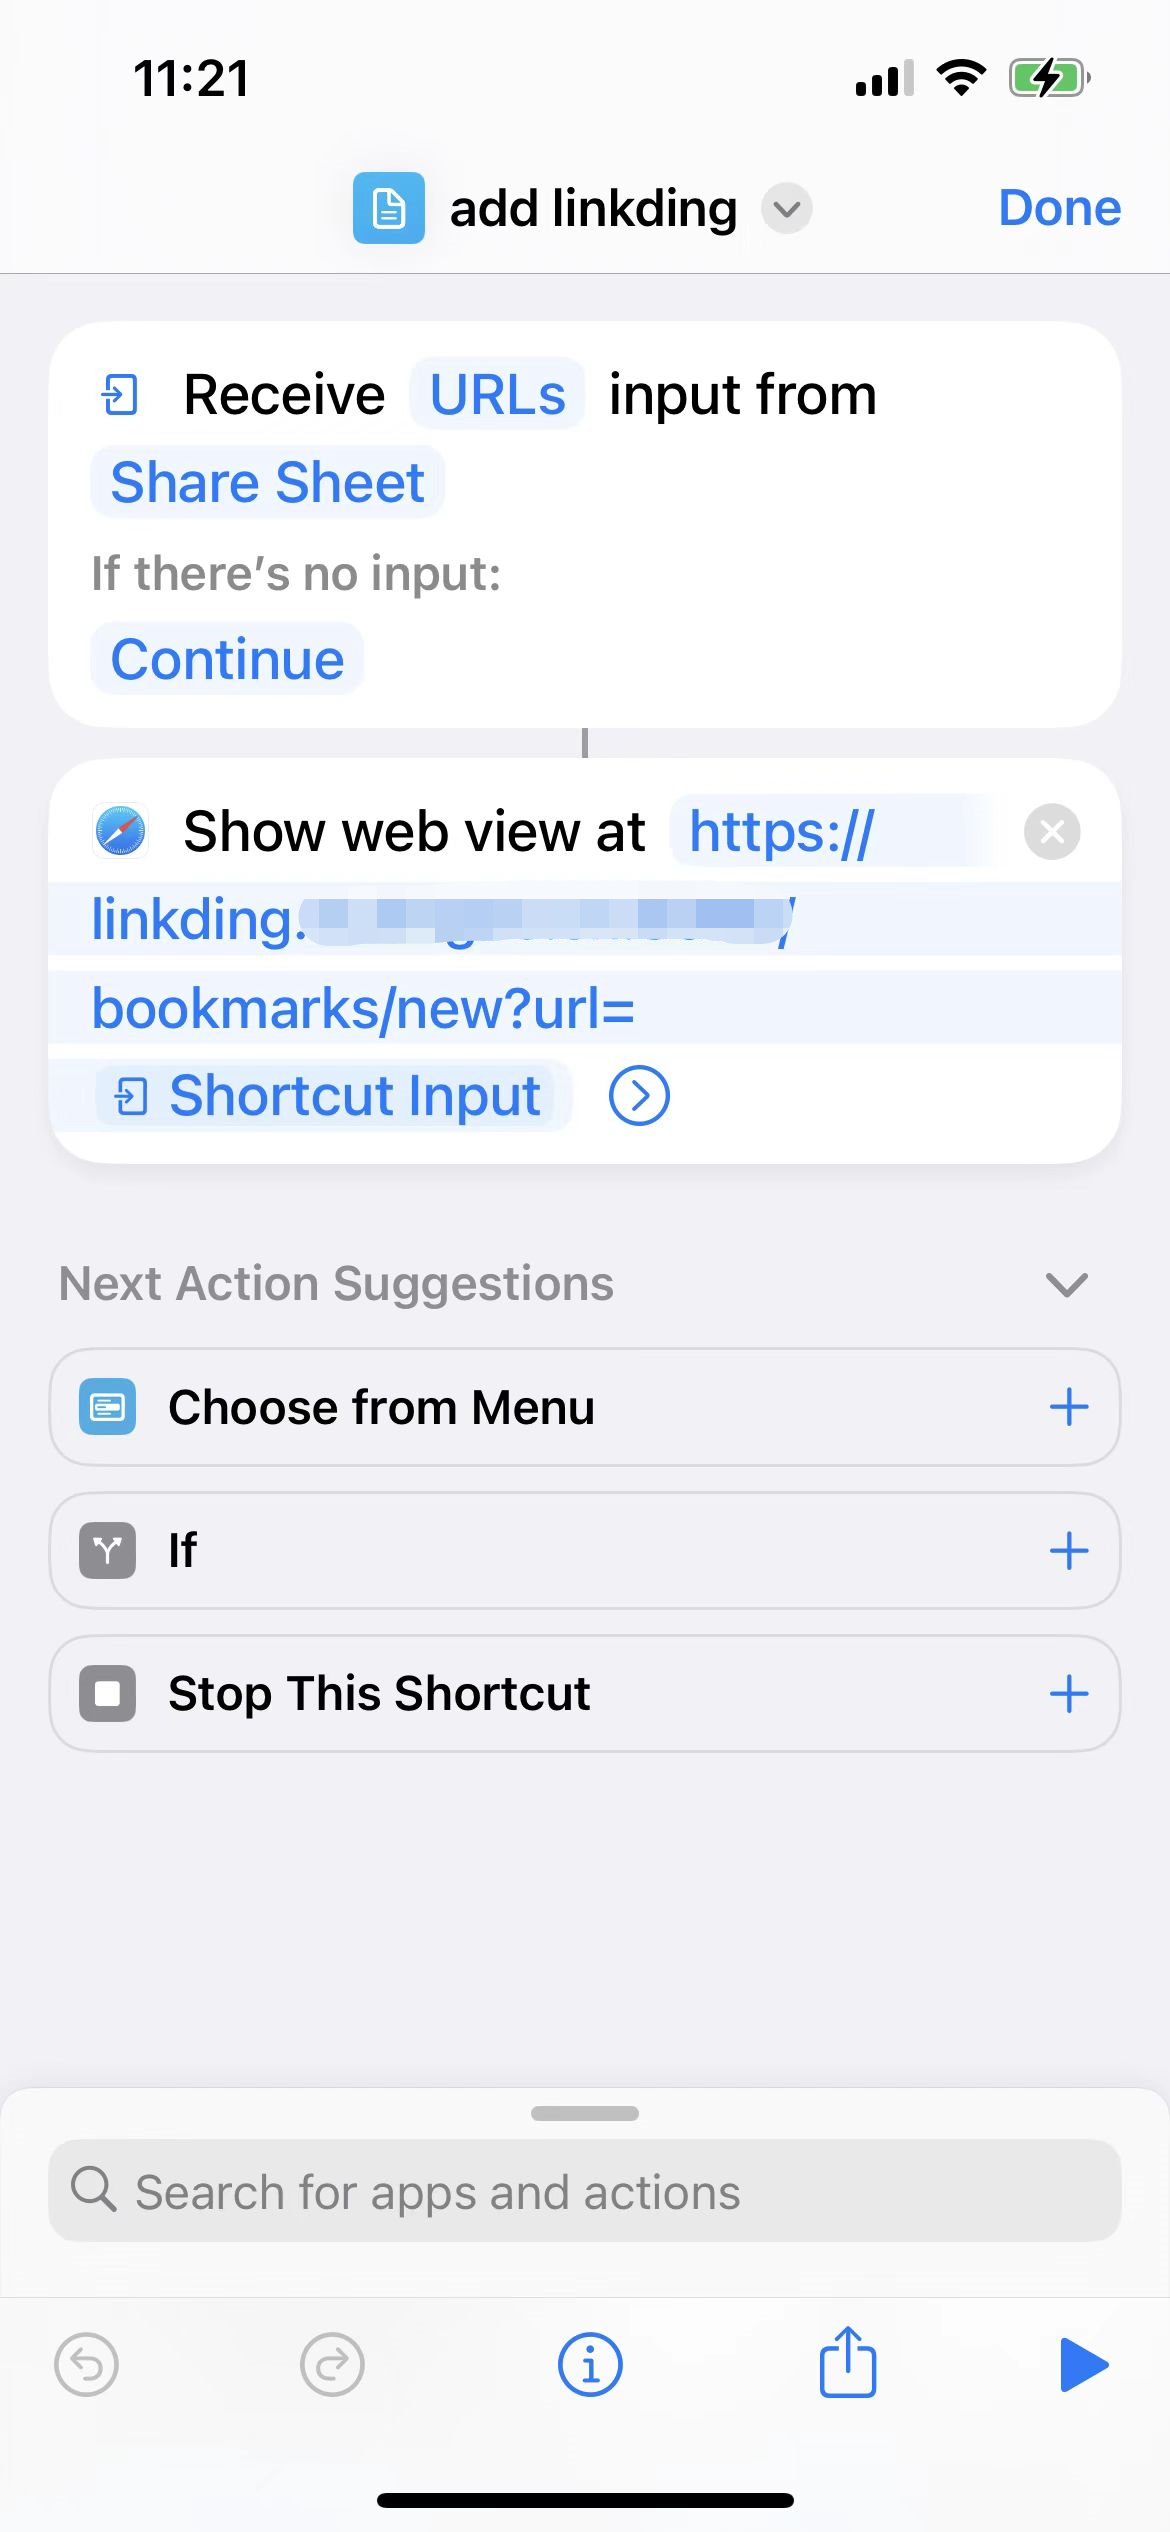 11:21
add linkding
Done
Receive URLs input from
Share Sheet
If there's no input:
Continue
Show web view at https://
linkding. /
bookmarks/new?url=
Shortcut Input
Next Action Suggestions
Choose from Menu
If
Stop This Shortcut
Search for apps and actions